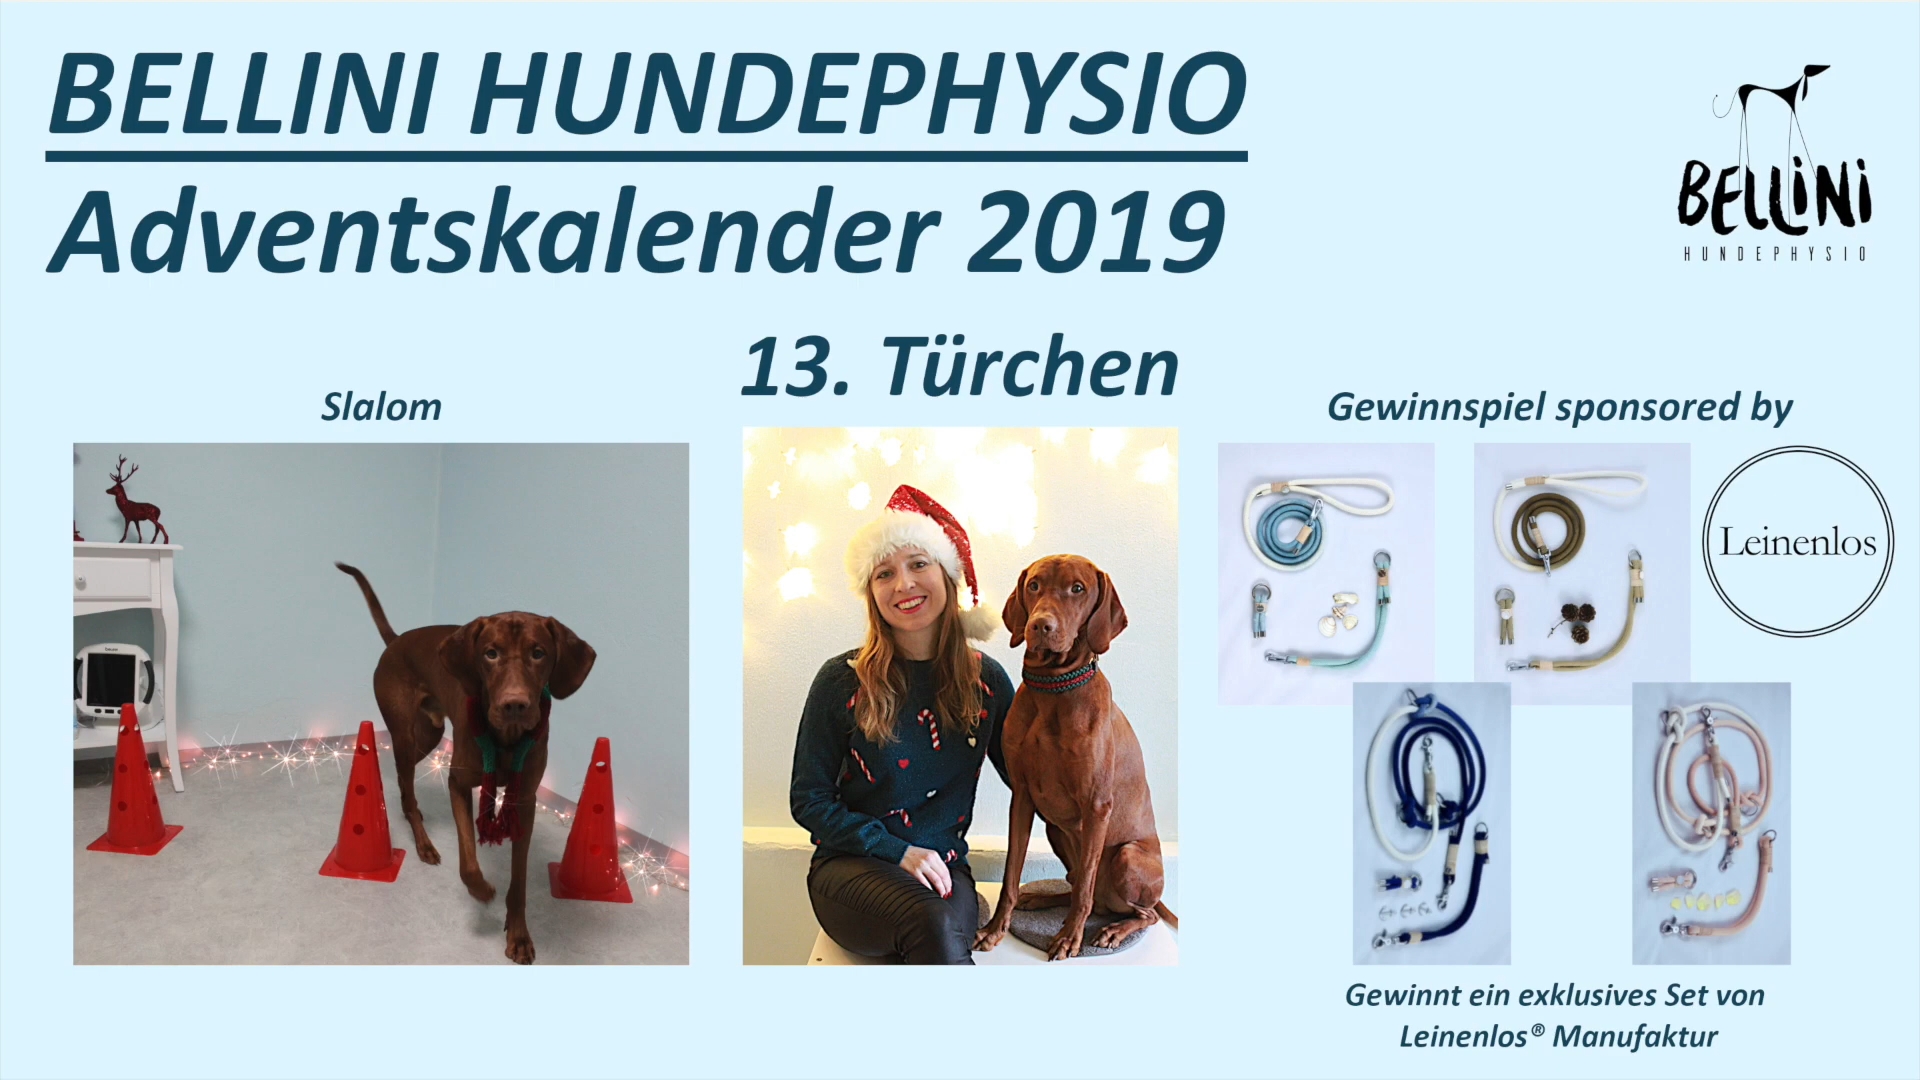 BELLINI HUNDEPHYSIO
Adventskalender 2019
BELLiNi
HUNDEPHYSIO
13. Türchen
Slalom
Gewinnspiel sponsored by
Leinenlos
Gewinnt ein exklusives Set von
Leinenlos® Manufaktur